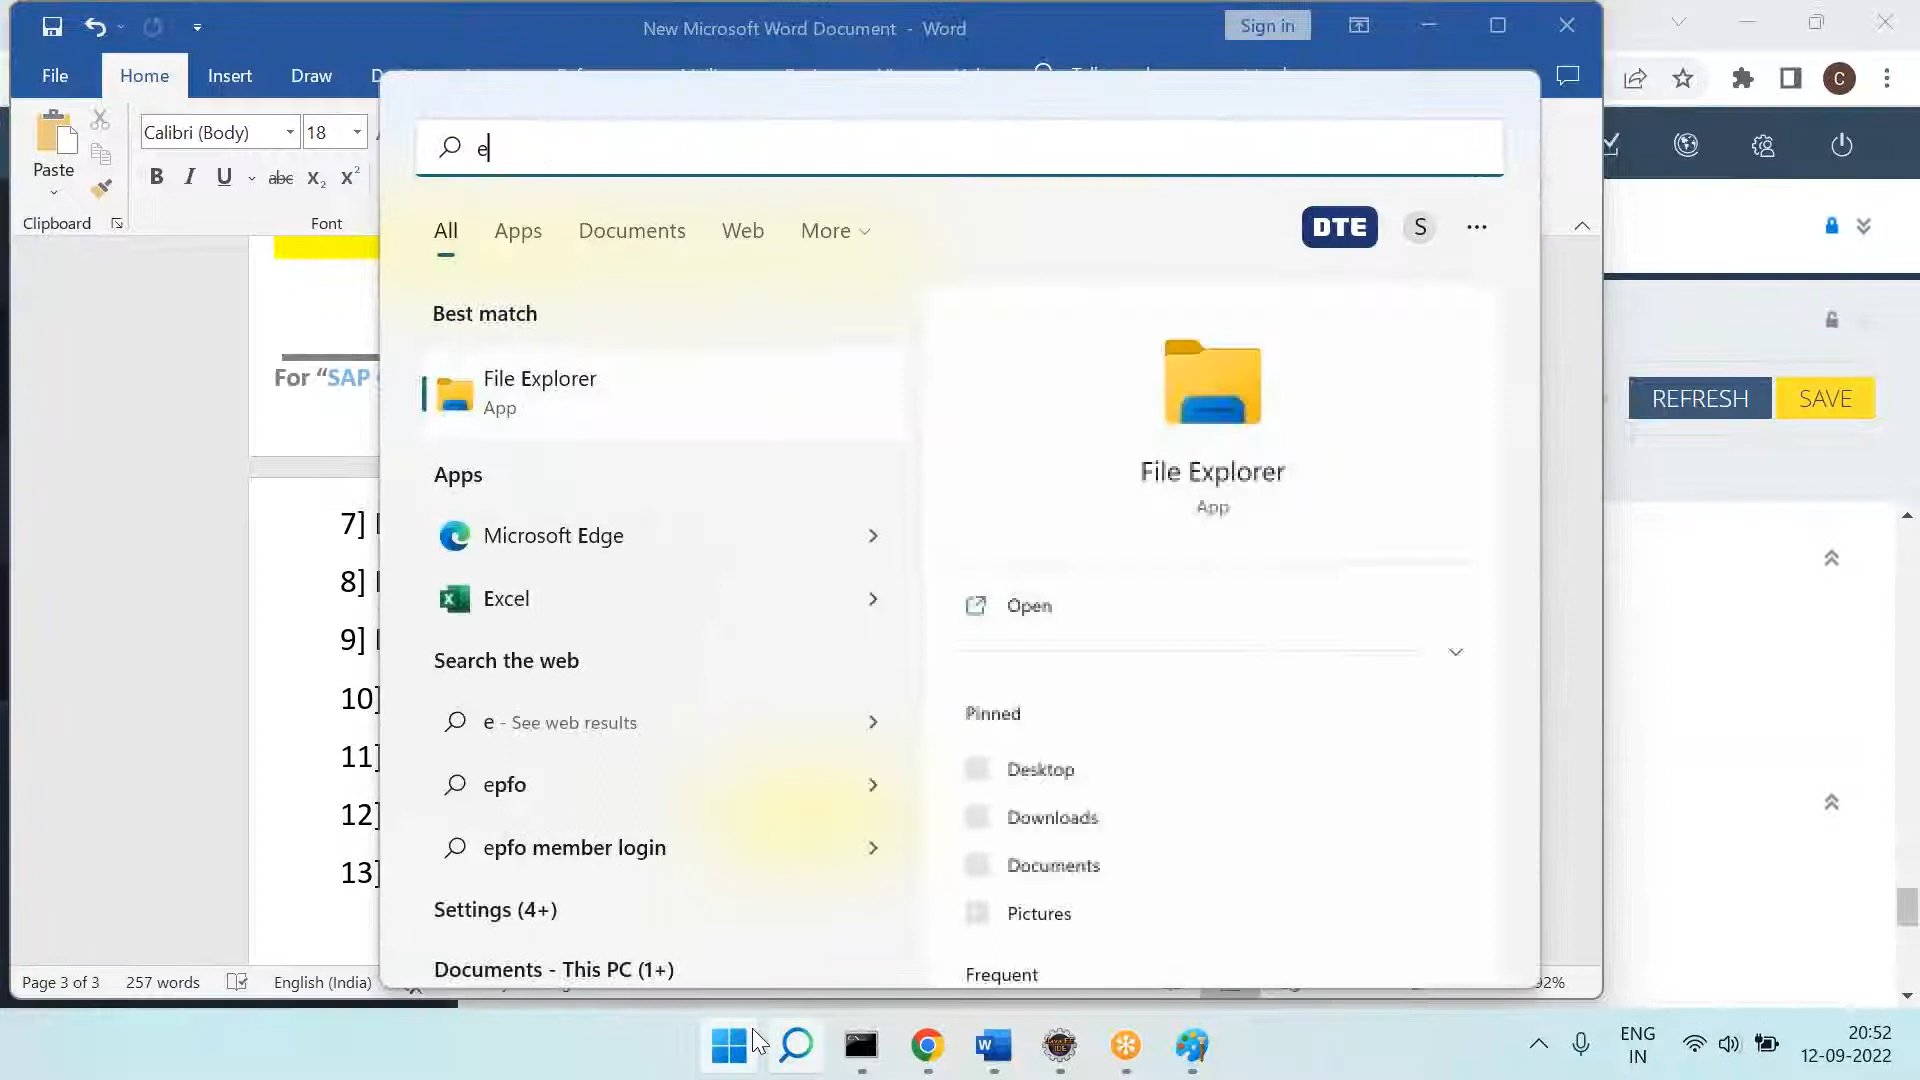 New Microsoft Word Document - Word
Sign in
File
Home
Insert
Draw
Calibri (Body)
18
Paste
B I U abc X₂ X²
Clipboard
Font
e
All
Apps
Documents
Web
More
DTE
S
C
Best match
File Explorer
App
Apps
Microsoft Edge
Excel
Search the web
e - See web results
epfo
epfo member login
Settings (4+)
Documents - This PC (1+)
File Explorer
App
Open
Pinned
Desktop
Downloads
Documents
Pictures
Frequent
REFRESH
SAVE
For “SAP
7]
8]
9]
10]
11]
12]
13]
Page 3 of 3
257 words
English (India)
92%
ENG
IN
20:52
12-09-2022